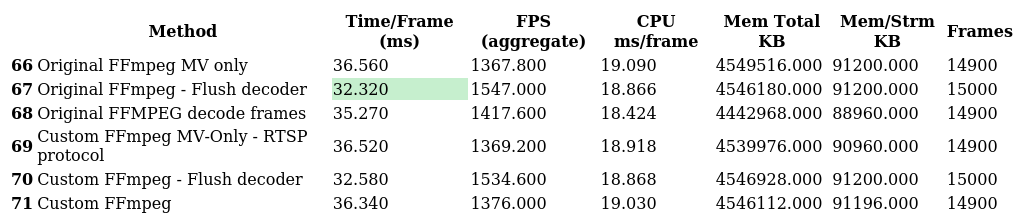 Method Time/Frame (ms) FPS (aggregate) CPU ms/frame Mem Total KB Mem/Strm KB Frames
66 Original FFmpeg MV only 36.560 1367.800 19.090 4549516.000 91200.000 14900
67 Original FFmpeg - Flush decoder 32.320 1547.000 18.866 4546180.000 91200.000 15000
68 Original FFMPEG decode frames 35.270 1417.600 18.424 4442968.000 88960.000 14900
69 Custom FFmpeg MV-Only - RTSP protocol 36.520 1369.200 18.918 4539976.000 90960.000 14900
70 Custom FFmpeg - Flush decoder 32.580 1534.600 18.868 4546928.000 91200.000 15000
71 Custom FFmpeg 36.340 1376.000 19.030 4546112.000 91196.000 14900